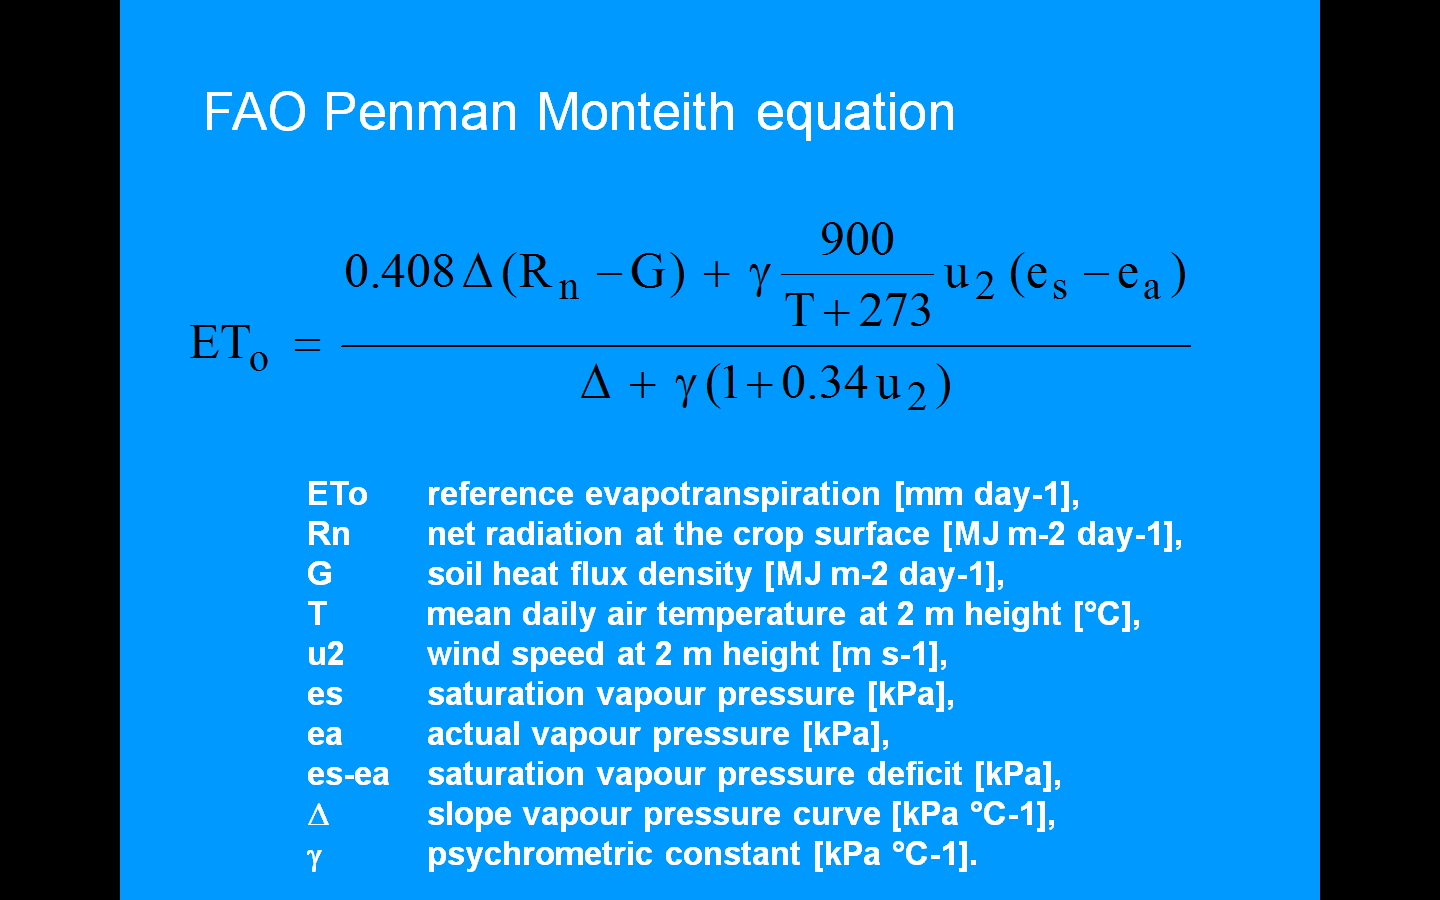 FAO Penman Monteith equation
ET₀ = (0.408 Δ (Rₙ − G) + γ 900/(T + 273) u₂ (eₛ − eₐ)) / (Δ + γ (1 + 0.34 u₂))
ETo reference evapotranspiration [mm day-1],
Rn net radiation at the crop surface [MJ m-2 day-1],
G soil heat flux density [MJ m-2 day-1],
T mean daily air temperature at 2 m height [°C],
u2 wind speed at 2 m height [m s-1],
es saturation vapour pressure [kPa],
ea actual vapour pressure [kPa],
es-ea saturation vapour pressure deficit [kPa],
Δ slope vapour pressure curve [kPa °C-1],
γ psychrometric constant [kPa °C-1].